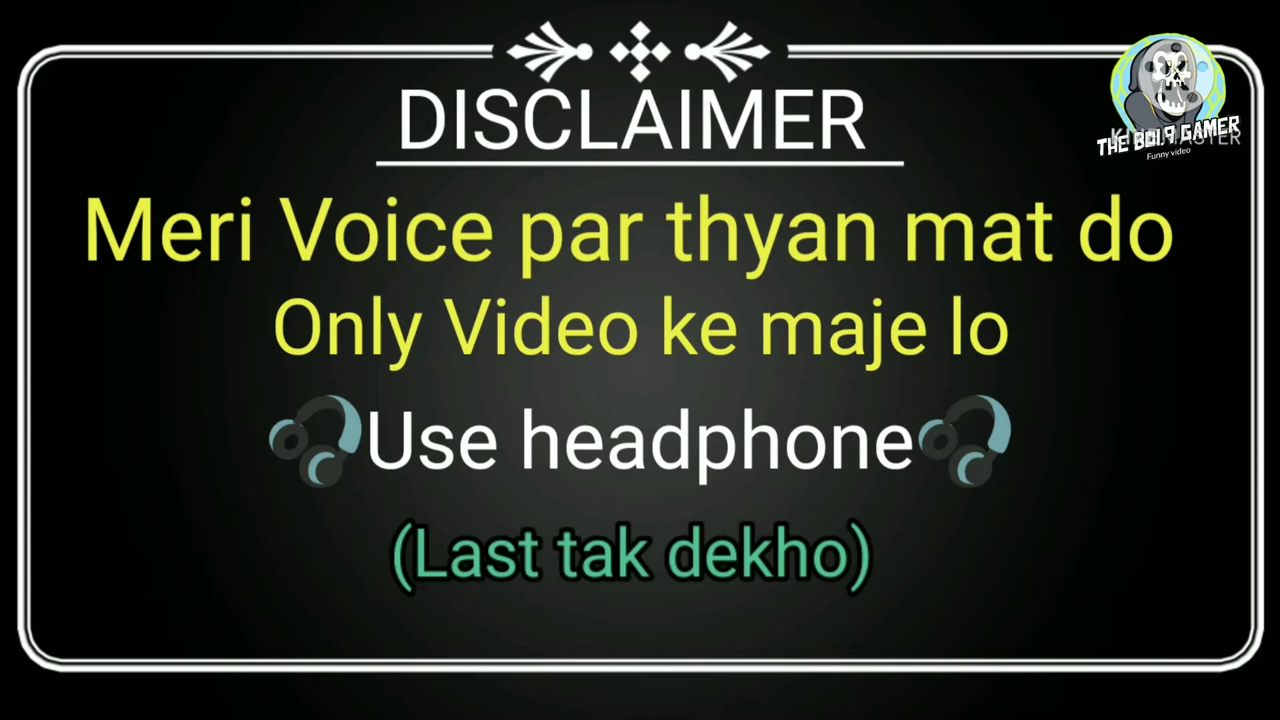 DISCLAIMER
Meri Voice par thyan mat do
Only Video ke maje lo
Use headphone
(Last tak dekho)
THE GAMER
Funny video